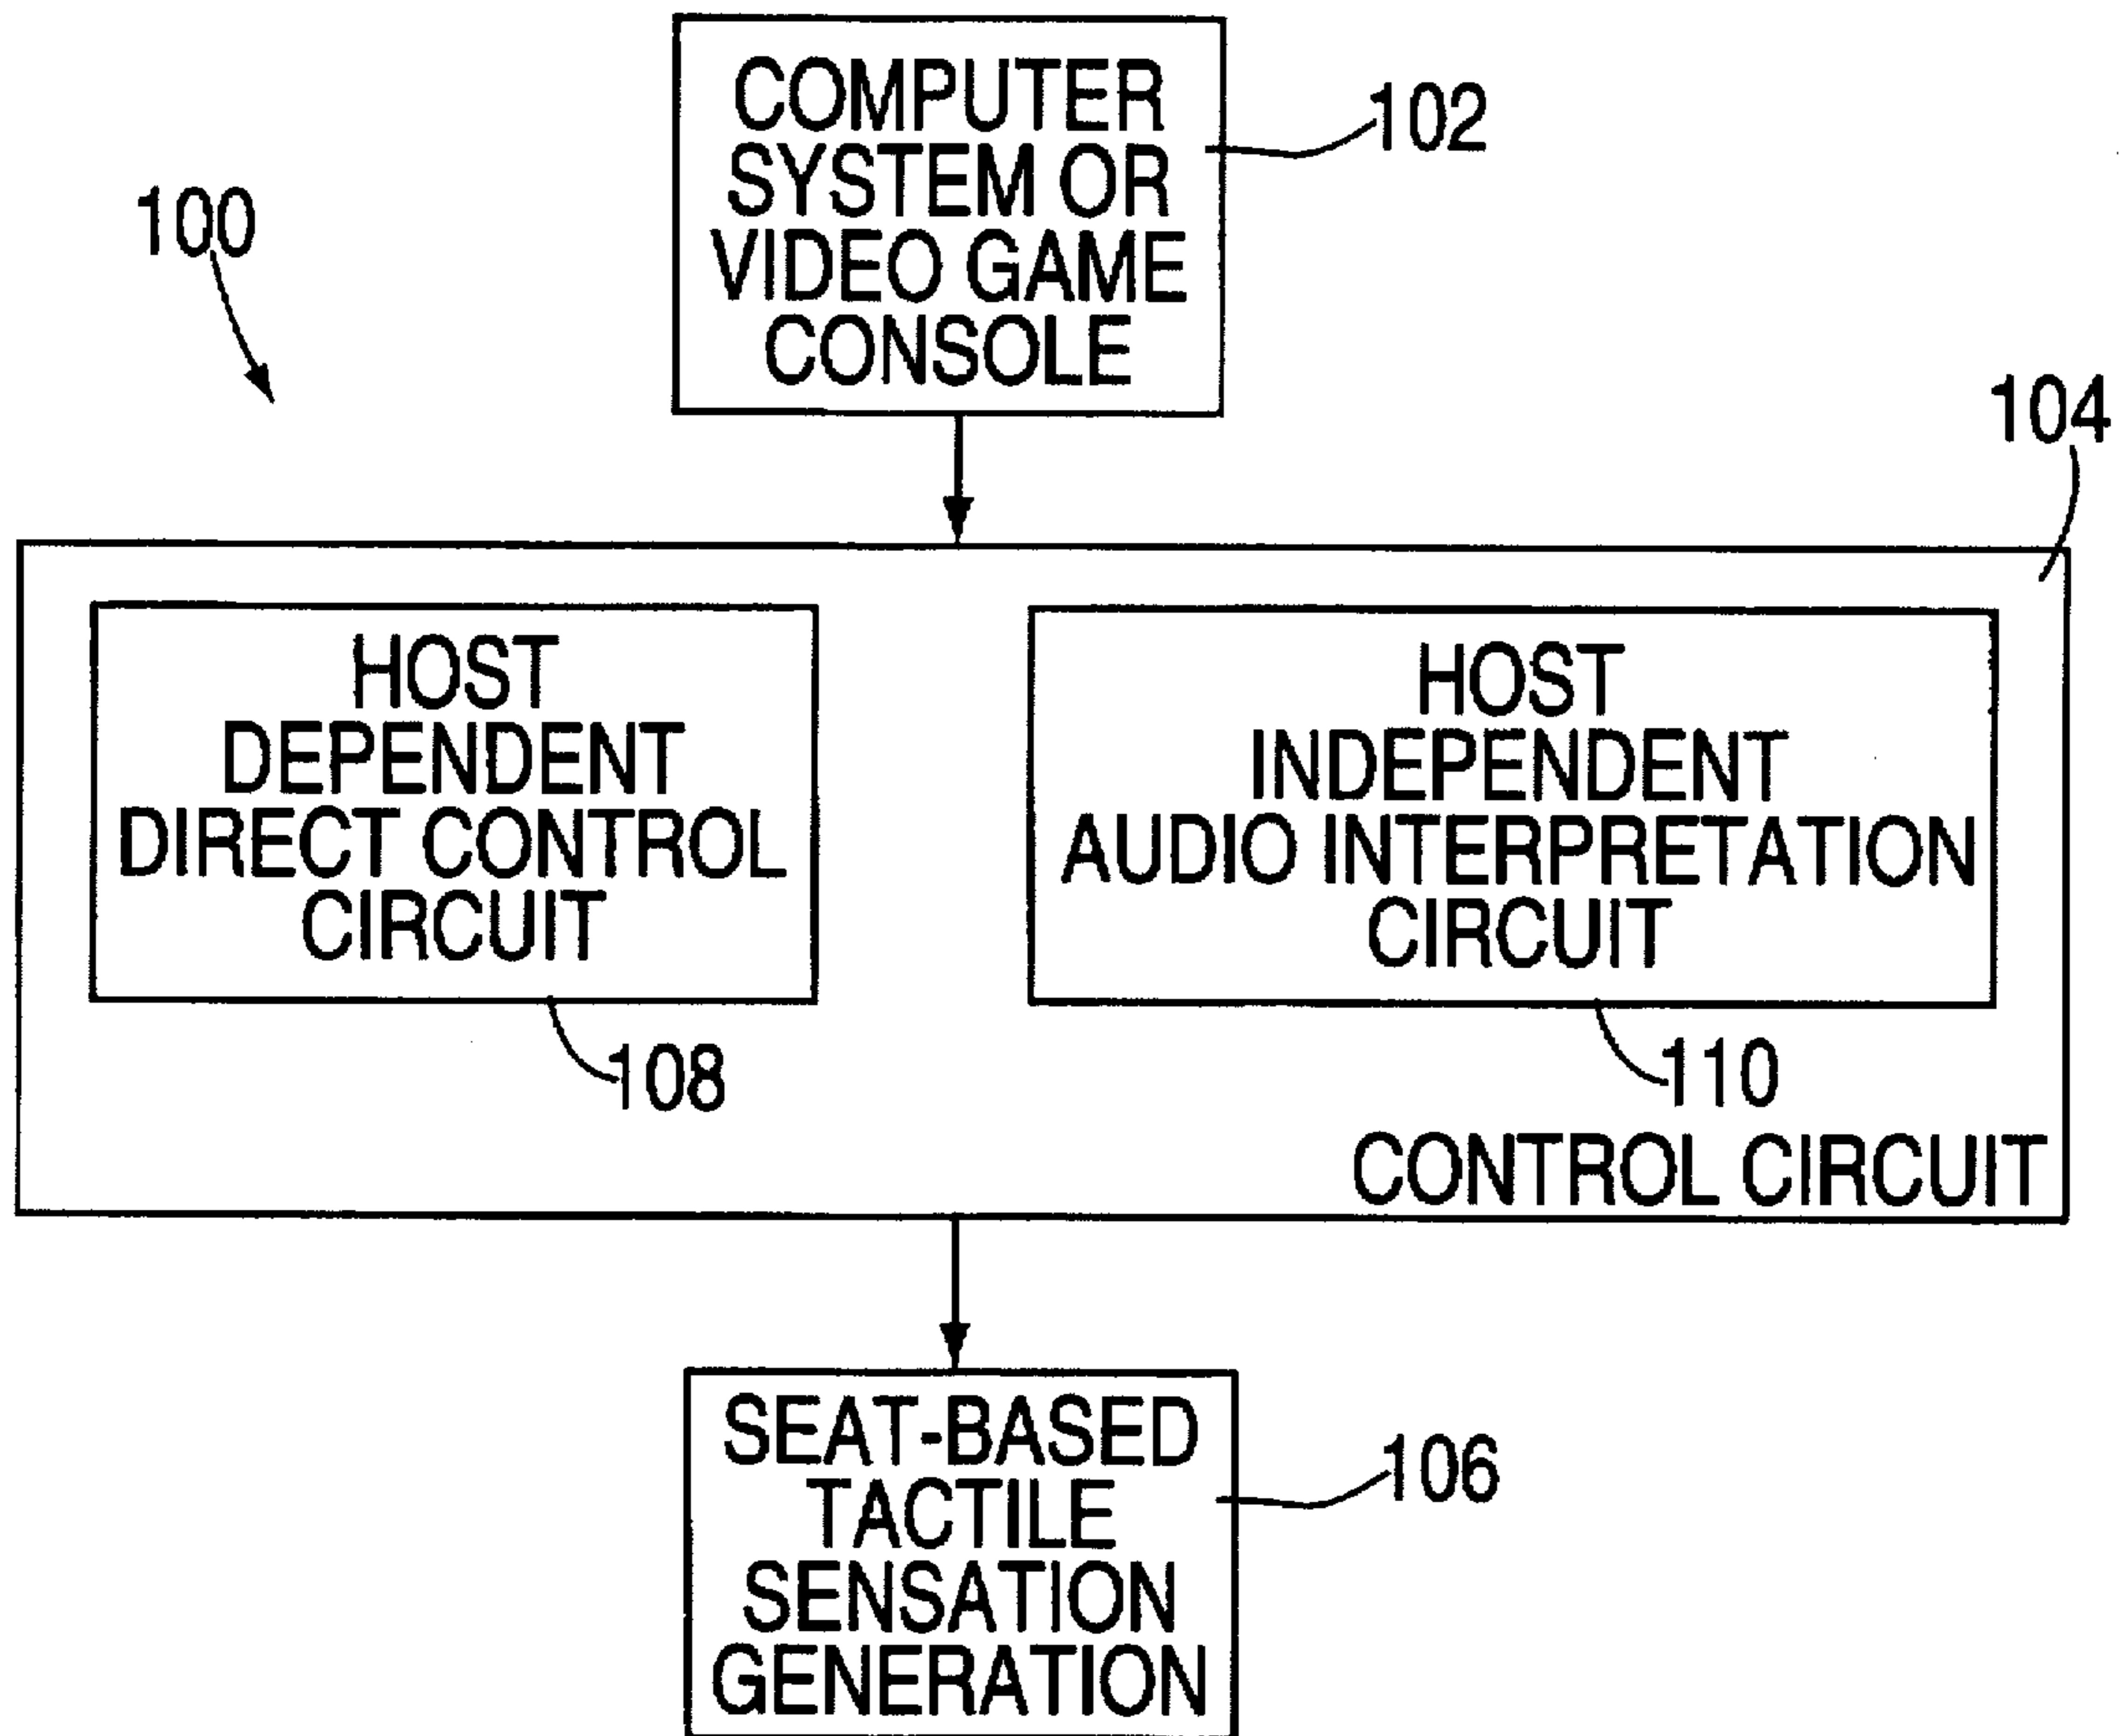 COMPUTER
SYSTEM OR
VIDEO GAME
CONSOLE
102
100
104
HOST
DEPENDENT
DIRECT CONTROL
CIRCUIT
108
HOST
INDEPENDENT
AUDIO INTERPRETATION
CIRCUIT
110
CONTROL CIRCUIT
SEAT-BASED
TACTILE
SENSATION
GENERATION
106